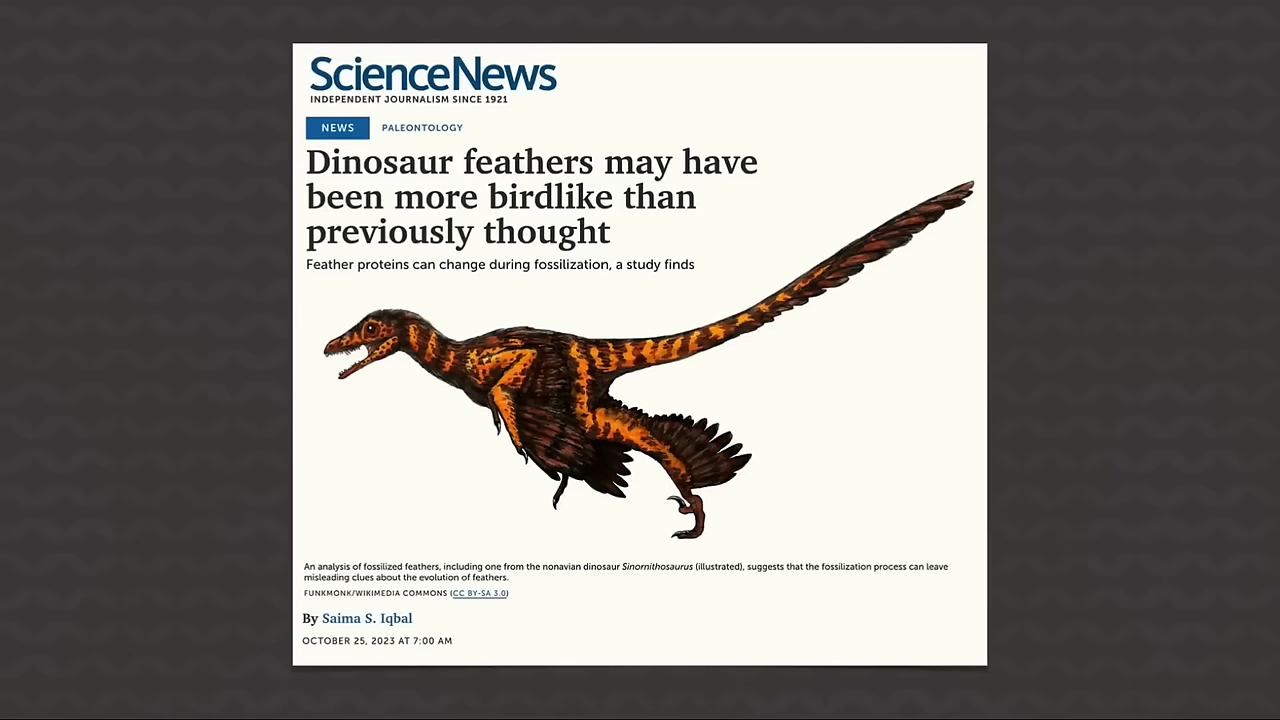 ScienceNews
INDEPENDENT JOURNALISM SINCE 1921
NEWS PALEONTOLOGY
Dinosaur feathers may have
been more birdlike than
previously thought
Feather proteins can change during fossilization, a study finds
An analysis of fossilized feathers, including one from the nonavian dinosaur Sinornithosaurus (illustrated), suggests that the fossilization process can leave
misleading clues about the evolution of feathers.
FUNKMONK/WIKIMEDIA COMMONS (CC BY-SA 3.0)
By Saima S. Iqbal
OCTOBER 25, 2023 AT 7:00 AM